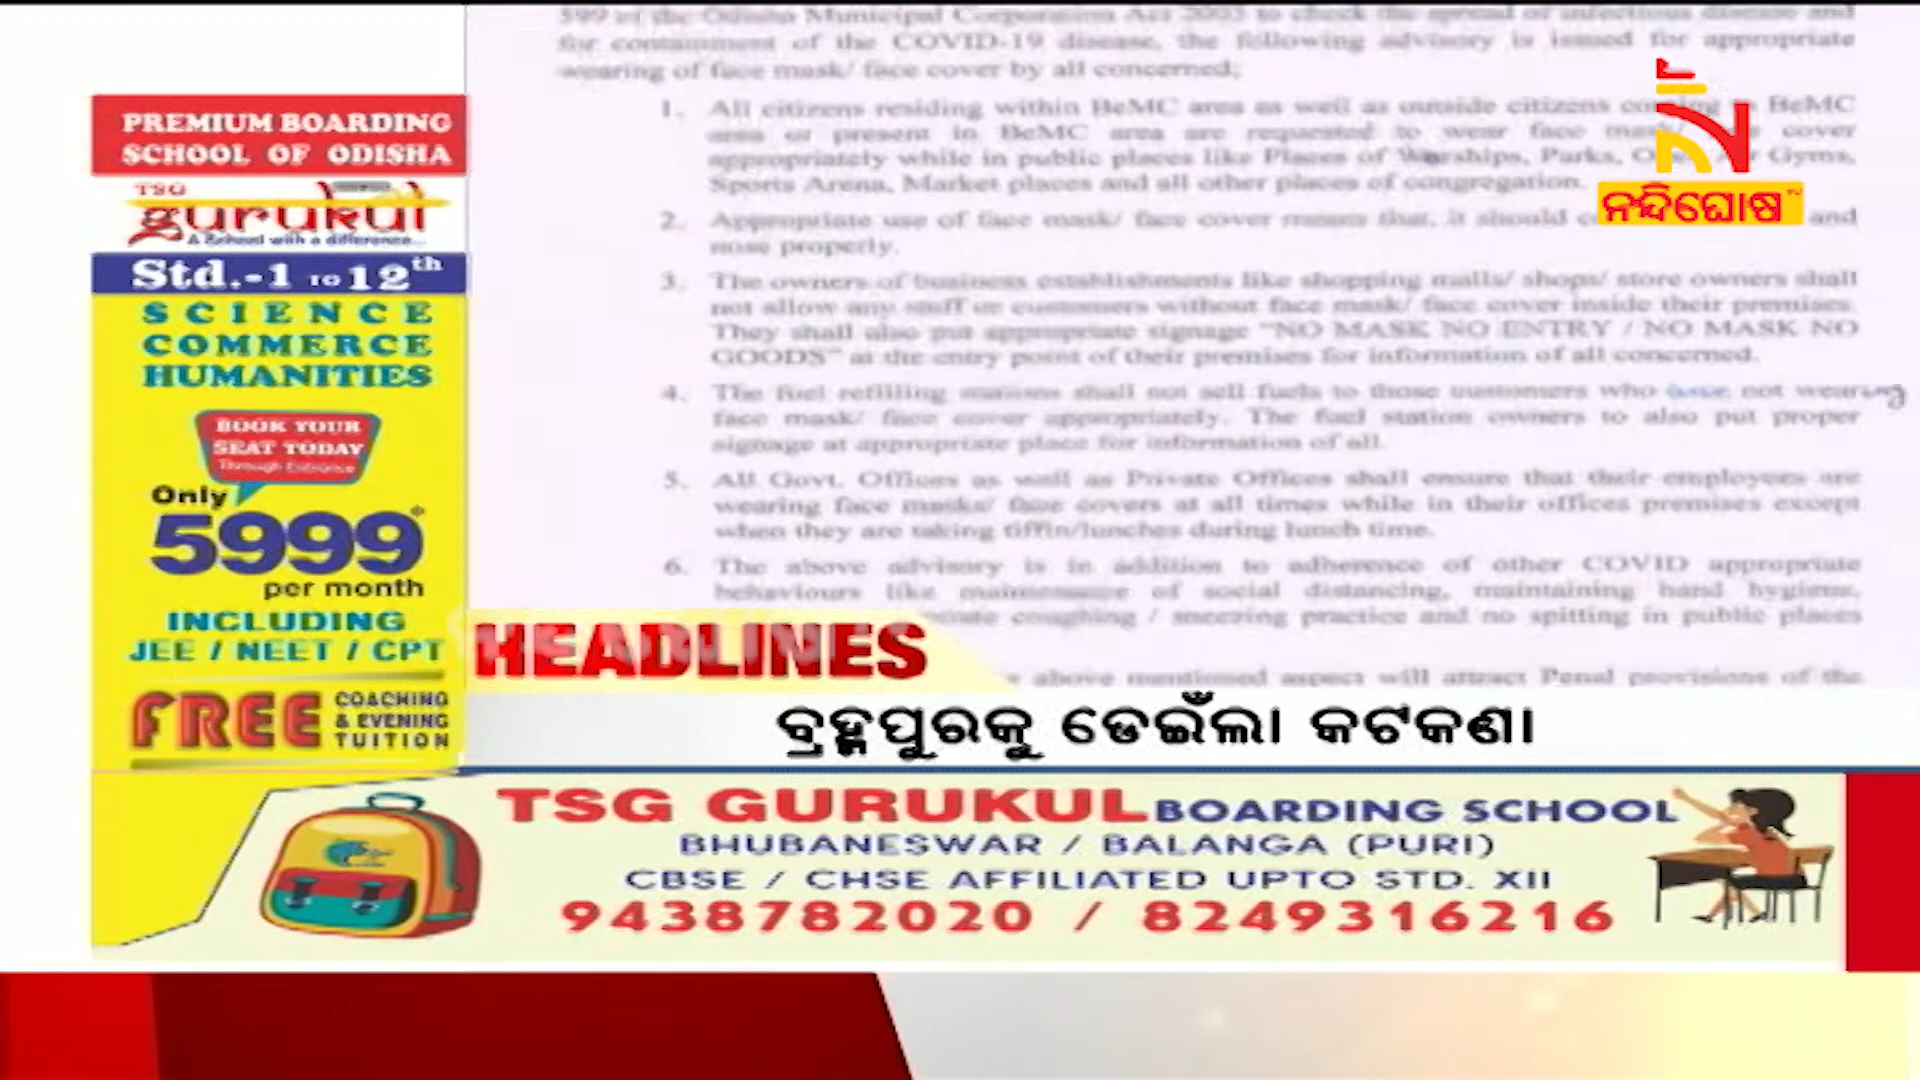 599 of the Odisha Municipal Corporation Act 2003 to check the spread of infectious disease and
for containment of the COVID-19 disease, the following advisory is issued for appropriate
wearing of face mask/ face cover by all concerned;
1. All citizens residing within BeMC area as well as outside citizens BeMC
area or present in BeMC area are requested to wear face cover
appropriately while in public places like Places of Worships, Parks, Gyms,
Sports Arena, Market places and all other places of congregation.
2. Appropriate use of face mask/ face cover means that, it should and
nose properly.
3. The owners of business establishments like shopping malls/ shops/ store owners shall
not allow any stuff or customers without face mask/ face cover inside their premises.
They shall also put appropriate signage "NO MASK NO ENTRY / NO MASK NO
GOODS" at the entry point of their premises for information of all concerned.
4. The fuel refilling stations shall not sell fuels to those customers who not wearing
face mask/ face cover appropriately. The fuel station owners to also put proper
signage at appropriate place for information of all.
5. All Govt. Offices as well as Private Offices shall ensure that their employees are
wearing face masks/ face covers at all times while in their offices premises except
when they are taking tiffin/lunches during lunch time.
6. The above advisory is in addition to adherence of other COVID appropriate
behaviours like maintenance of social distancing, maintaining hand hygiene,
coughing / sneezing practice and no spitting in public places
above mentioned aspect will attract Penal provisions of the
ନନ୍ଦିଘୋଷ TV
PREMIUM BOARDING
SCHOOL OF ODISHA
TSG
gurukul
A School with a difference...
Std.-1 TO 12th
SCIENCE
COMMERCE
HUMANITIES
BOOK YOUR
SEAT TODAY
Through Entrance
Only
5999*
per month
INCLUDING
JEE / NEET / CPT
FREE COACHING
& EVENING
TUITION
HEADLINES
ବ୍ରହ୍ମପୁରକୁ ଡେଇଁଲା କଟକଣା
TSG GURUKUL BOARDING SCHOOL
BHUBANESWAR / BALANGA (PURI)
CBSE / CHSE AFFILIATED UPTO STD. XII
9438782020 / 8249316216